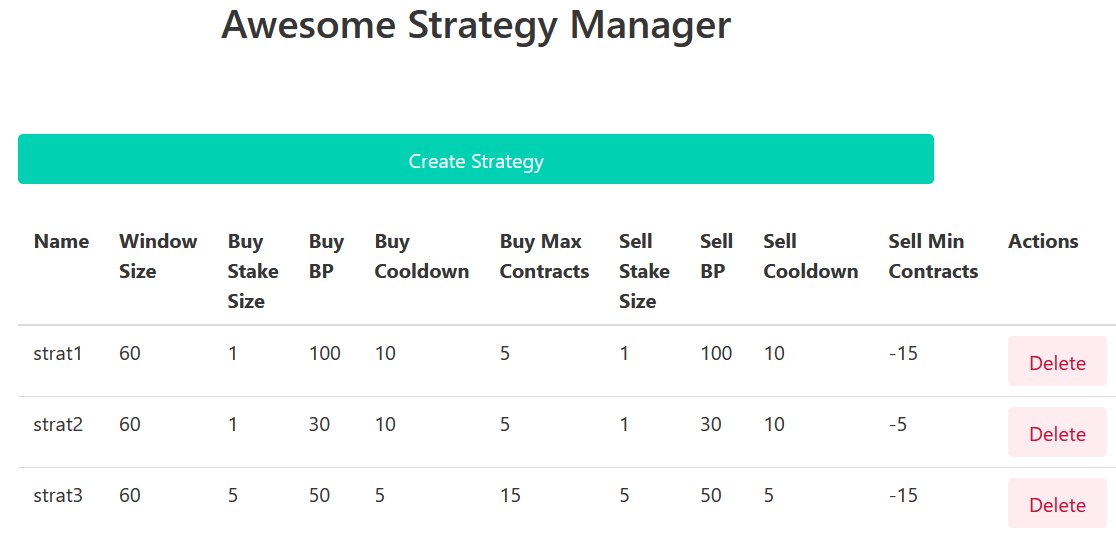 Awesome Strategy Manager
Create Strategy
Name Window Size Buy Stake Size Buy BP Buy Cooldown Buy Max Contracts Sell Stake Size Sell BP Sell Cooldown Sell Min Contracts Actions
strat1 60 1 100 10 5 1 100 10 -15 Delete
strat2 60 1 30 10 5 1 30 10 -5 Delete
strat3 60 5 50 5 15 5 50 5 -15 Delete